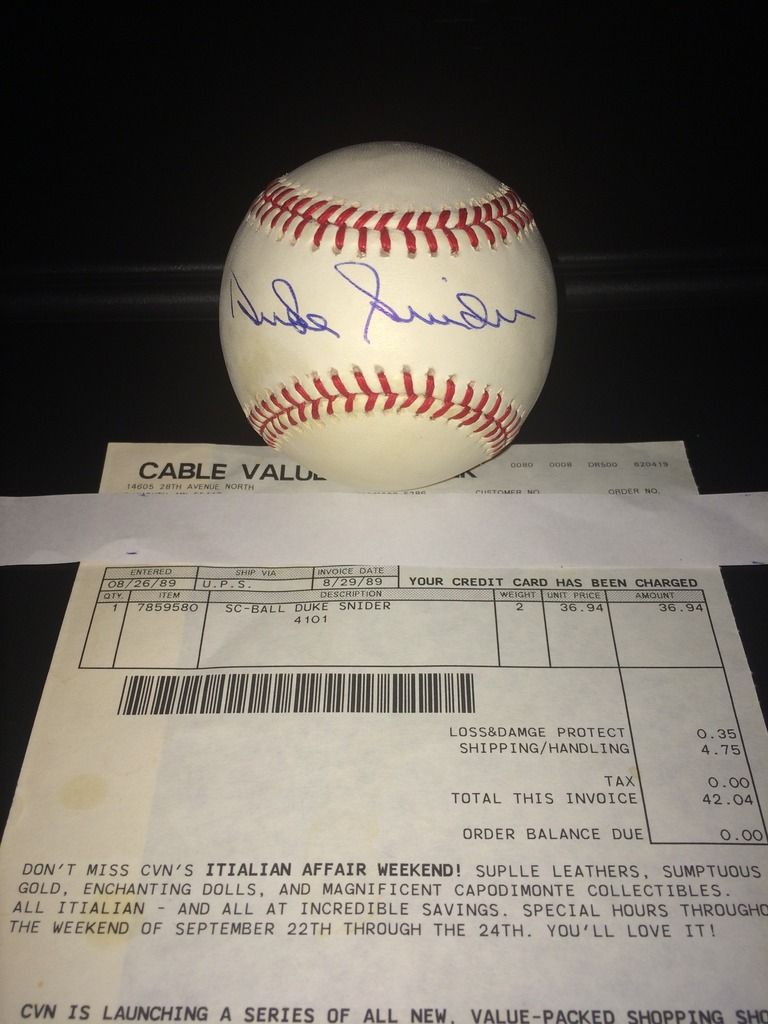 Duke Snider
CABLE VALUE
0080 0008 DR500 620419
14605 28TH AVENUE NORTH
CUSTOMER NO. ORDER NO.
ENTERED SHIP VIA INVOICE DATE
08/26/89 U.P.S. 8/29/89 YOUR CREDIT CARD HAS BEEN CHARGED
QTY. ITEM DESCRIPTION WEIGHT UNIT PRICE AMOUNT
1 7859580 SC-BALL DUKE SNIDER 2 36.94 36.94
4101
LOSS&DAMGE PROTECT 0.35
SHIPPING/HANDLING 4.75
TAX 0.00
TOTAL THIS INVOICE 42.04
ORDER BALANCE DUE 0.00
DON'T MISS CVN'S ITIALIAN AFFAIR WEEKEND! SUPLLE LEATHERS, SUMPTUOUS
GOLD, ENCHANTING DOLLS, AND MAGNIFICENT CAPODIMONTE COLLECTIBLES.
ALL ITIALIAN - AND ALL AT INCREDIBLE SAVINGS. SPECIAL HOURS THROUGHO
THE WEEKEND OF SEPTEMBER 22TH THROUGH THE 24TH. YOU'LL LOVE IT!
CVN IS LAUNCHING A SERIES OF ALL NEW, VALUE-PACKED SHOPPING SHO